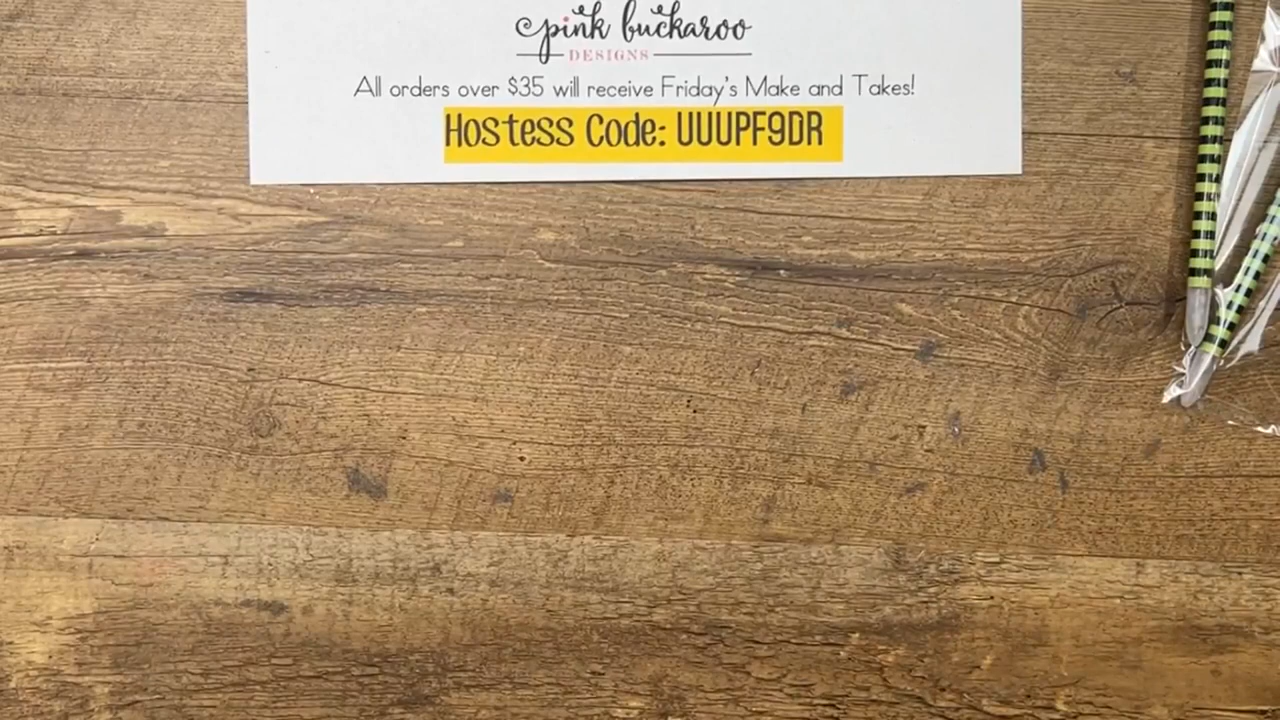 pink buckaroo
DESIGNS
All orders over $35 will receive Friday's Make and Takes!
Hostess Code: UUUPF9DR